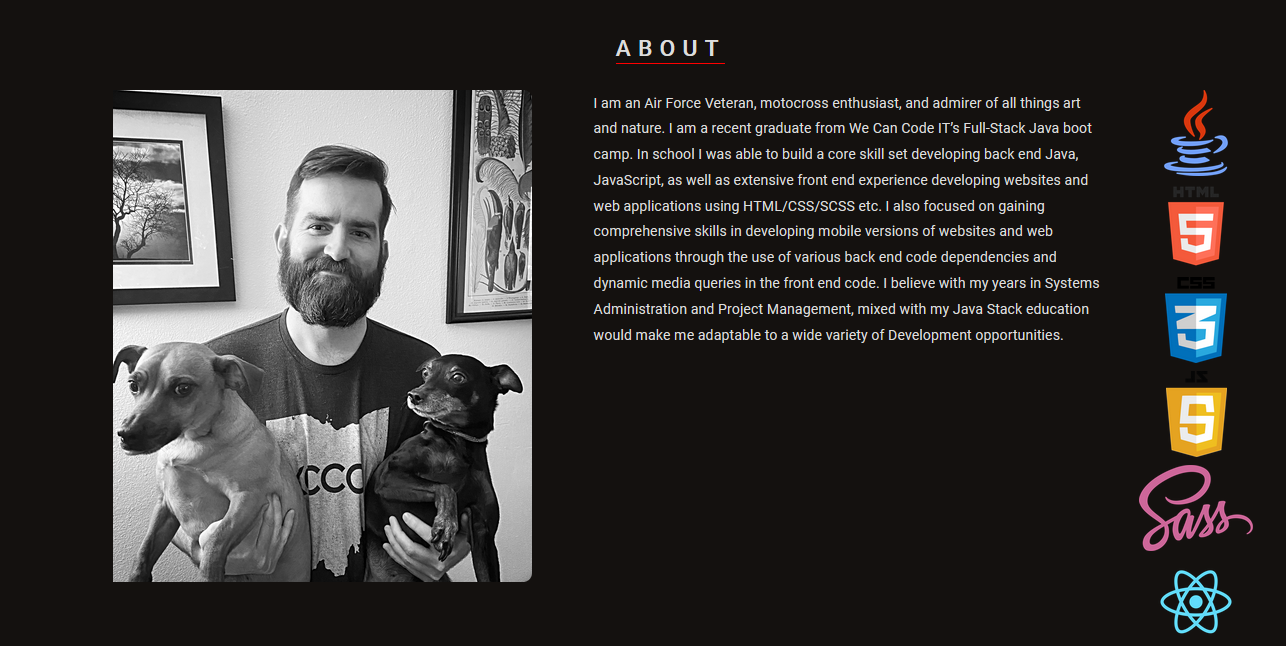 ABOUT
I am an Air Force Veteran, motocross enthusiast, and admirer of all things art
and nature. I am a recent graduate from We Can Code IT’s Full-Stack Java boot
camp. In school I was able to build a core skill set developing back end Java,
JavaScript, as well as extensive front end experience developing websites and
web applications using HTML/CSS/SCSS etc. I also focused on gaining
comprehensive skills in developing mobile versions of websites and web
applications through the use of various back end code dependencies and
dynamic media queries in the front end code. I believe with my years in Systems
Administration and Project Management, mixed with my Java Stack education
would make me adaptable to a wide variety of Development opportunities.
HTML
5
CSS
3
JS
5
Sass
CCC